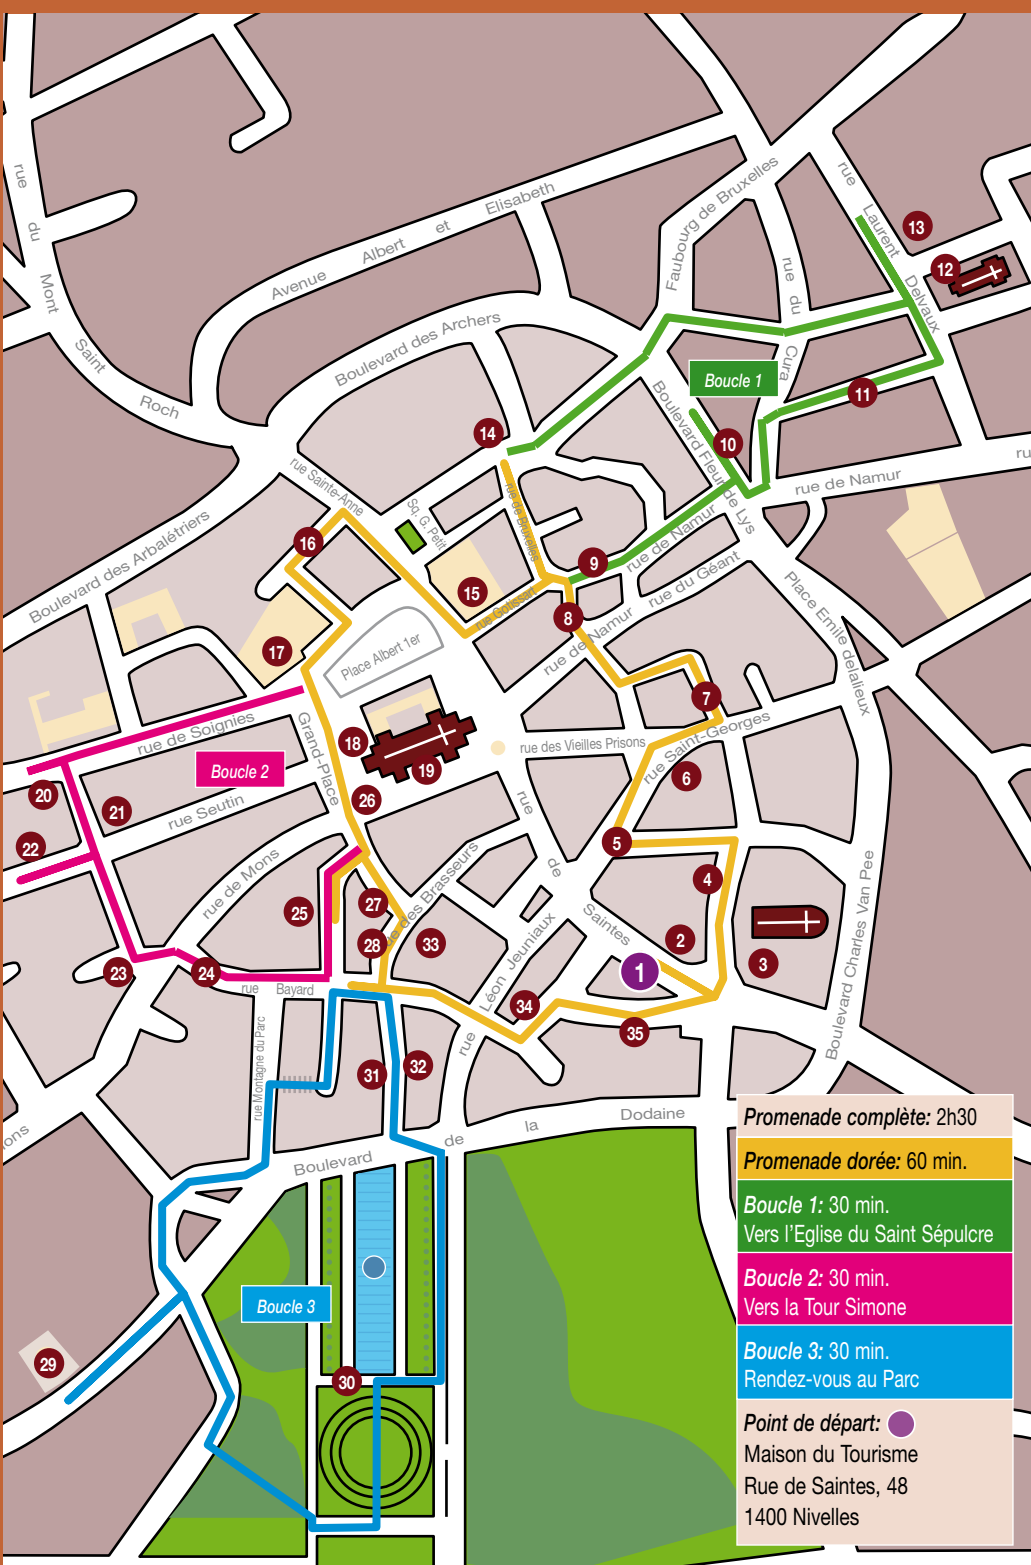 rue du Mont Saint Roch
Avenue Albert et Elisabeth
Boulevard des Archers
Faubourg de Bruxelles
rue du Cura
rue Laurent Delvaux
13
12
Boucle 1
11
10
14
Boulevard Fleur de Lys
rue de Namur
ru
rue Sainte-Anne
Sq. G. Petit
rue de Bruxelles
Boulevard des Arbalétriers
16
15
9
rue de Namur
rue du Géant
rue Gotissart
8
rue de Namur
Place Emile delalieux
17
Place Albert 1er
7
rue de Soignies
Grand-Place
18
19
rue des Vieilles Prisons
rue Saint-Georges
6
Boucle 2
20
21
rue Seutin
26
22
rue de Mons
5
rue de Saintes
4
27
25
28
rue des Brasseurs
33
2
1
3
Boulevard Charles Van Pee
23
24
rue Bayard
rue Léon Jeuniaux
34
35
rue Montagne du Parc
31
32
ons
Boulevard de la Dodaine
Boucle 3
29
30
Promenade complète: 2h30
Promenade dorée: 60 min.
Boucle 1: 30 min.
Vers l'Eglise du Saint Sépulcre
Boucle 2: 30 min.
Vers la Tour Simone
Boucle 3: 30 min.
Rendez-vous au Parc
Point de départ:
Maison du Tourisme
Rue de Saintes, 48
1400 Nivelles